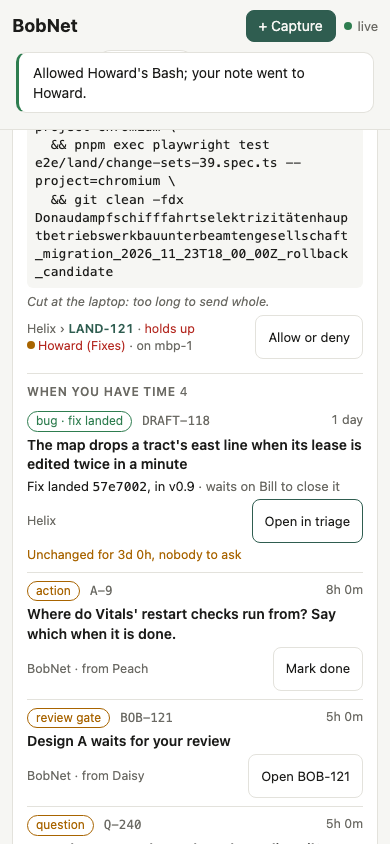 BobNet
+ Capture
live
Allowed Howard's Bash; your note went to
Howard.
&& pnpm exec playwright test
e2e/land/change-sets-39.spec.ts --
project=chromium \
&& git clean -fdx
Donaudampfschifffahrtselektrizitätenhaup
tbetriebswerkbauunterbeamtengesellschaft
_migration_2026_11_23T18_00_00Z_rollback
_candidate
Cut at the laptop: too long to send whole.
Helix › LAND-121 · holds up
Howard (Fixes) · on mbp-1
Allow or deny
WHEN YOU HAVE TIME 4
bug · fix landed DRAFT-118 1 day
The map drops a tract's east line when its lease is
edited twice in a minute
Fix landed 57e7002, in v0.9 · waits on Bill to close it
Helix
Open in triage
Unchanged for 3d 0h, nobody to ask
action A-9 8h 0m
Where do Vitals' restart checks run from? Say
which when it is done.
BobNet · from Peach
Mark done
review gate BOB-121 5h 0m
Design A waits for your review
BobNet · from Daisy
Open BOB-121
question Q-240 5h 0m